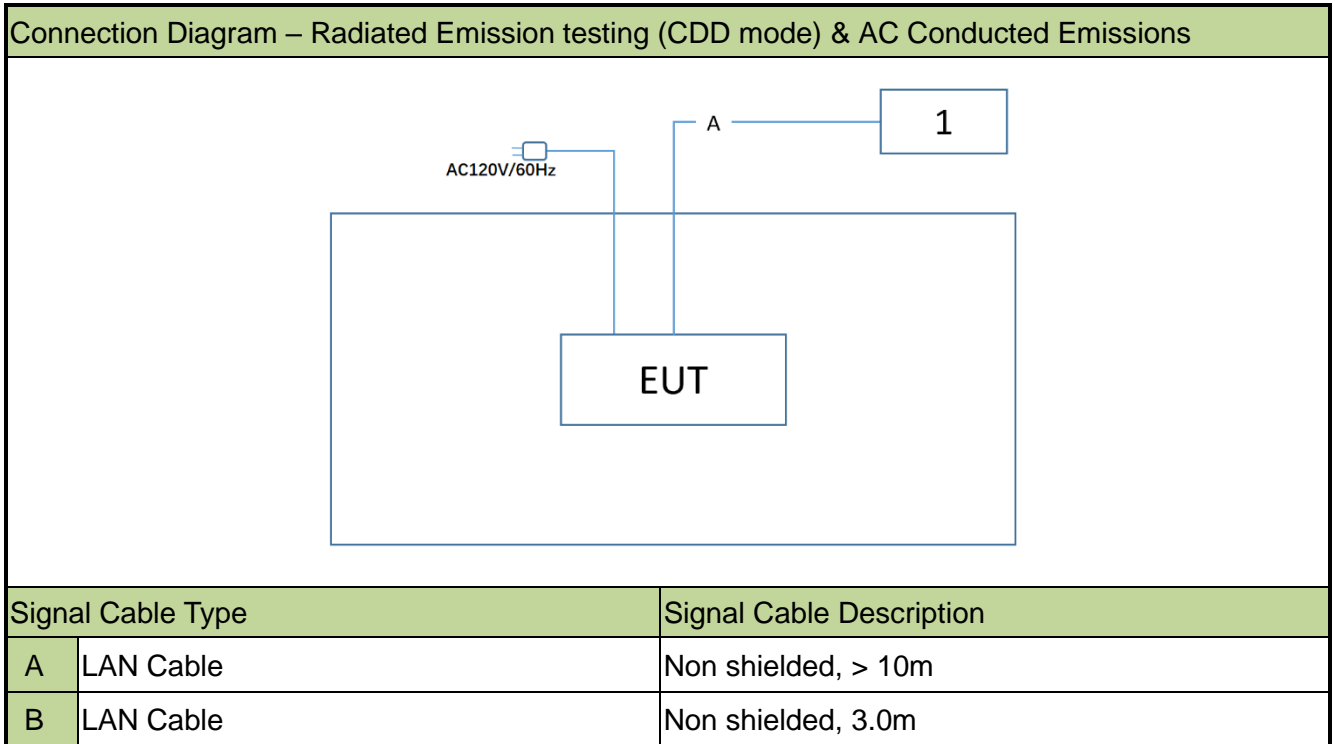 Connection Diagram – Radiated Emission testing (CDD mode) & AC Conducted Emissions
A
1
AC120V/60Hz
EUT
Signal Cable Type Signal Cable Description
A LAN Cable Non shielded, > 10m
B LAN Cable Non shielded, 3.0m